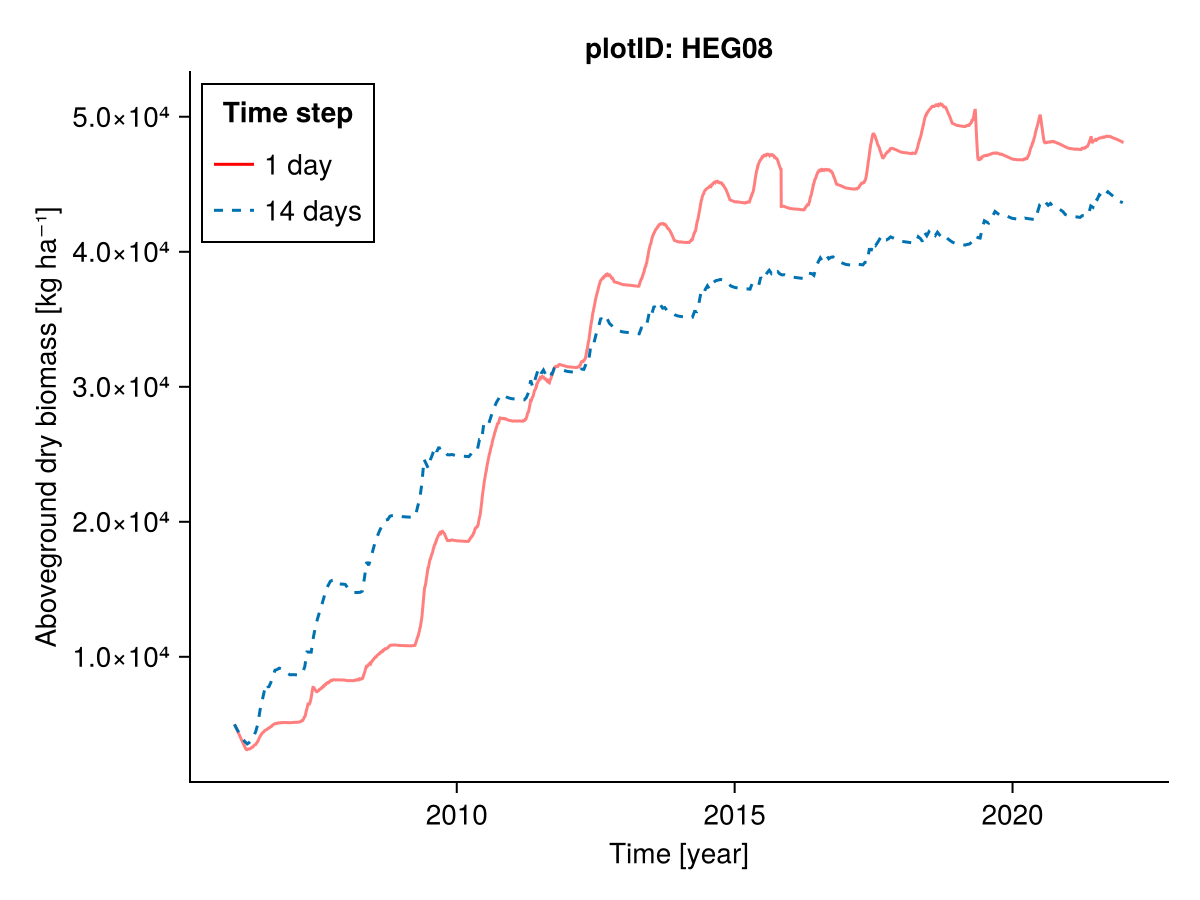 plotID: HEG08
Time step
1 day
14 days
5.0×10⁴
4.0×10⁴
3.0×10⁴
2.0×10⁴
1.0×10⁴
Aboveground dry biomass [kg ha⁻¹]
2010
2015
2020
Time [year]